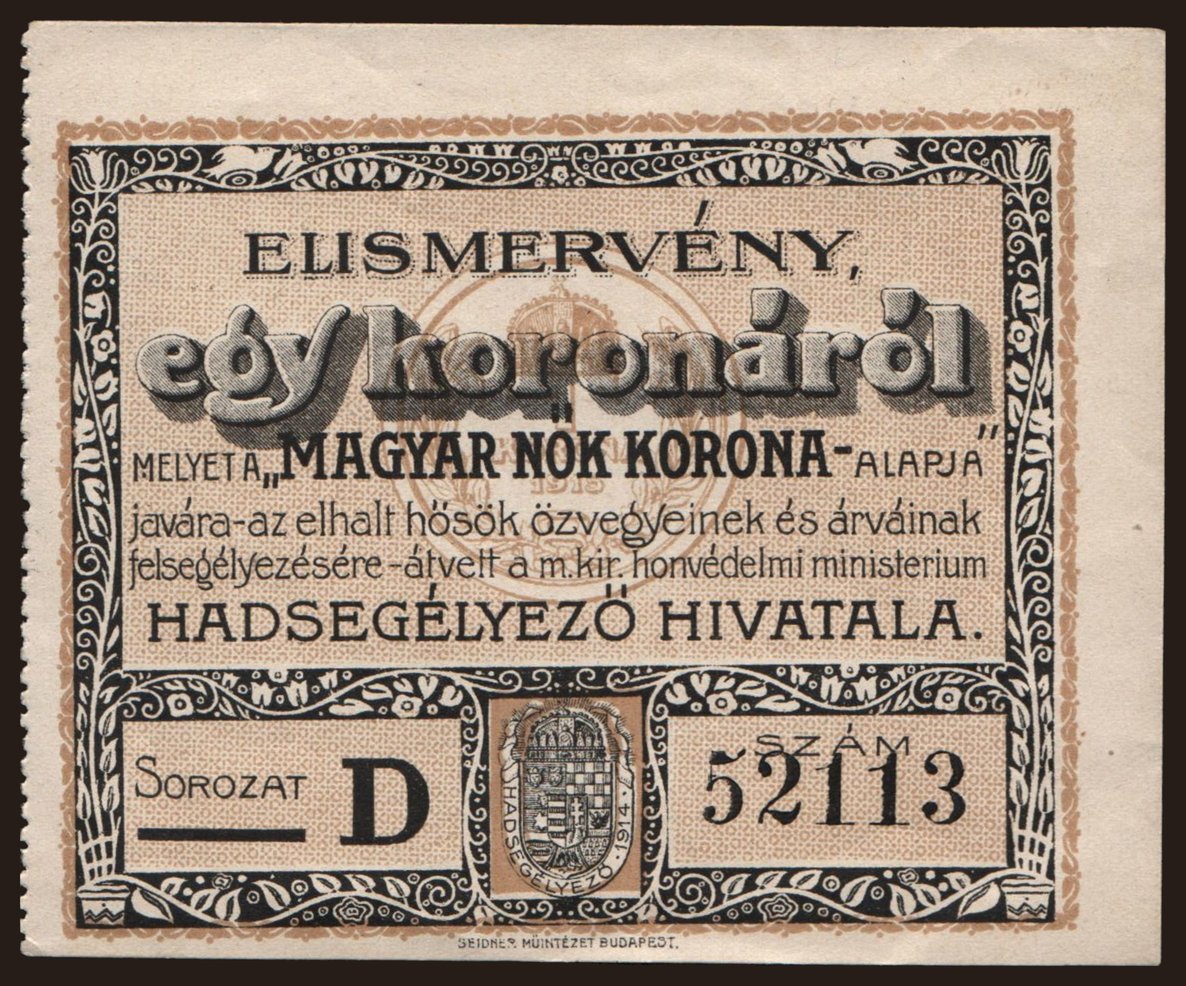 ELISMERVÉNY,
egy koronáról
MELYET A „MAGYAR NŐK KORONA-ALAPJA"
javára-az elhalt hősök özvegyeinek és árváinak
felsegélyezésére-átvett a m. kir. honvédelmi ministerium
HADSEGÉLYEZŐ HIVATALA.
SOROZAT D
HADSEGÉLYEZŐ · 1914 ·
SZÁM
52113
SEIDNER MŰINTÉZET BUDAPEST.